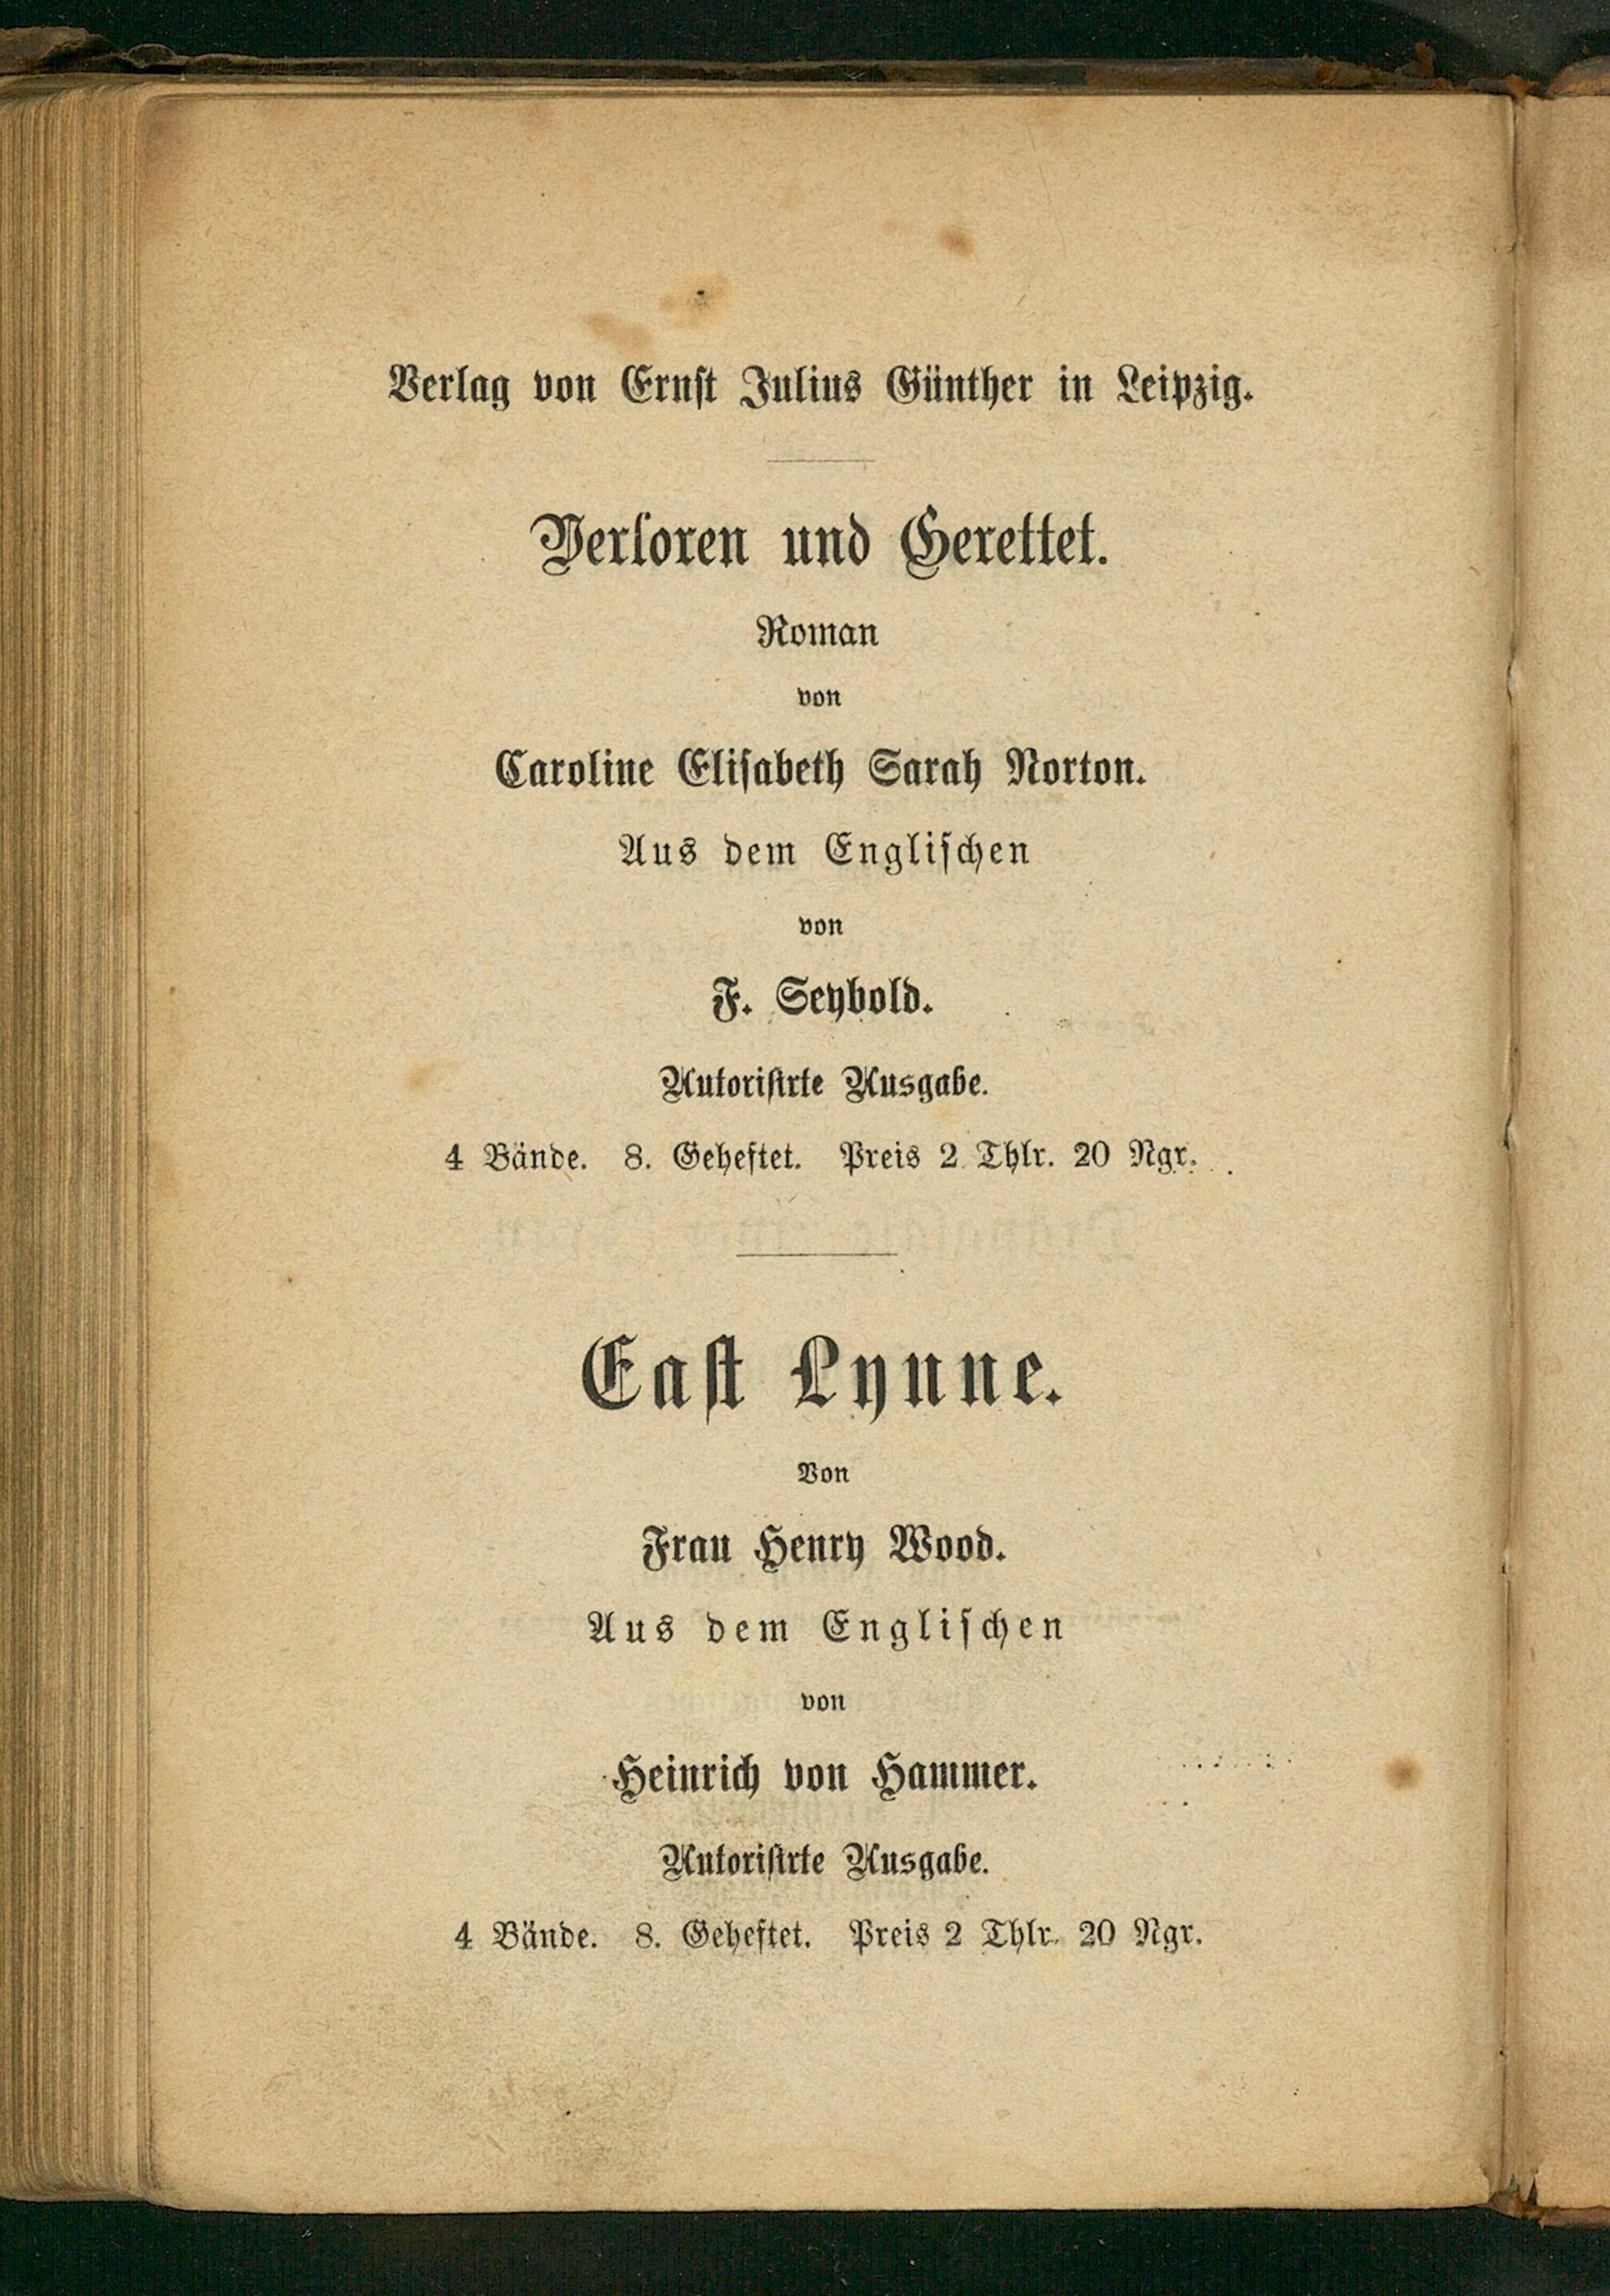 Verlag von Ernſt Julius Günther in Leipzig.
Verloren und Gerettet.
Roman
von
Caroline Eliſabeth Sarah Norton.
Aus dem Engliſchen
von
F. Seybold.
Autoriſirte Ausgabe.
4 Bände. 8. Geheftet. Preis 2 Thlr. 20 Ngr.
Eaſt Lynne.
Von
Frau Henry Wood.
Aus dem Engliſchen
von
Heinrich von Hammer.
Autoriſirte Ausgabe.
4 Bände. 8. Geheftet. Preis 2 Thlr. 20 Ngr.